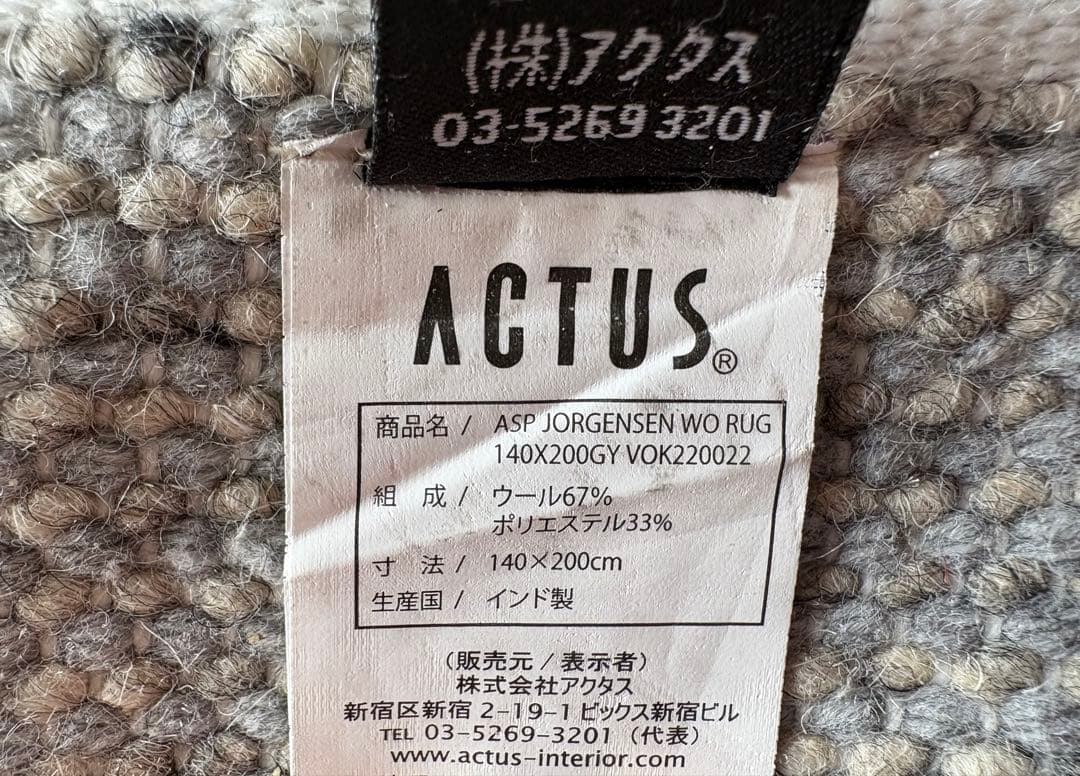 (株)アクタス
03-5269 3201
ACTUS®
商品名 / ASP JORGENSEN WO RUG
140X200GY VOK220022
組 成 / ウール67%
ポリエステル33%
寸 法 / 140×200cm
生産国 / インド製
(販売元 / 表示者)
株式会社アクタス
新宿区新宿 2-19-1 ビックス新宿ビル
TEL 03-5269-3201 (代表)
www.actus-interior.com